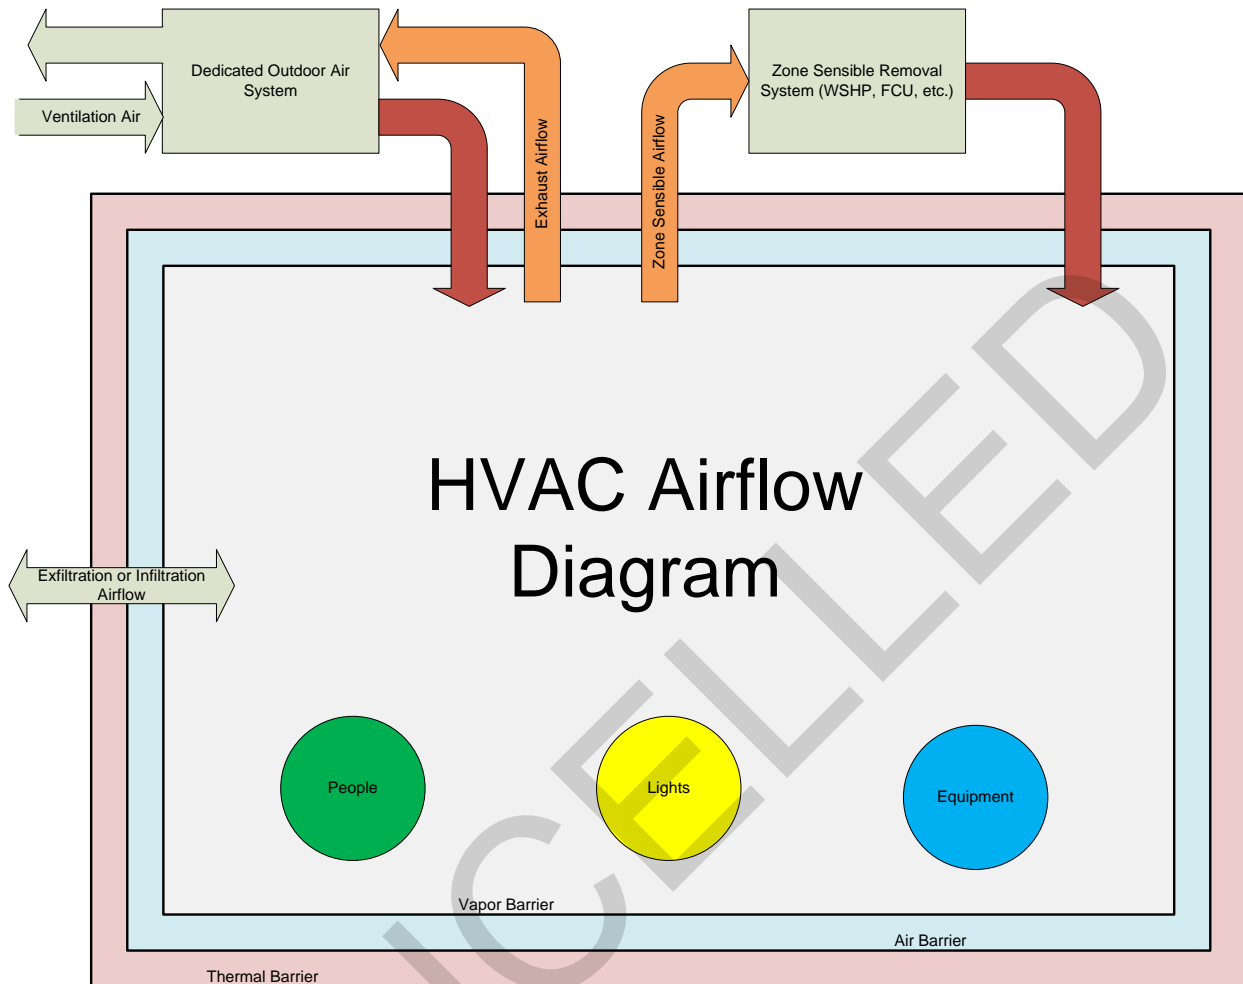 Dedicated Outdoor Air
System
Zone Sensible Removal
System (WSHP, FCU, etc.)
Ventilation Air
Exhaust Airflow
Zone Sensible Airflow
HVAC Airflow
Diagram
Exfiltration or Infiltration
Airflow
People
Lights
Equipment
Vapor Barrier
Air Barrier
Thermal Barrier
NCELLED